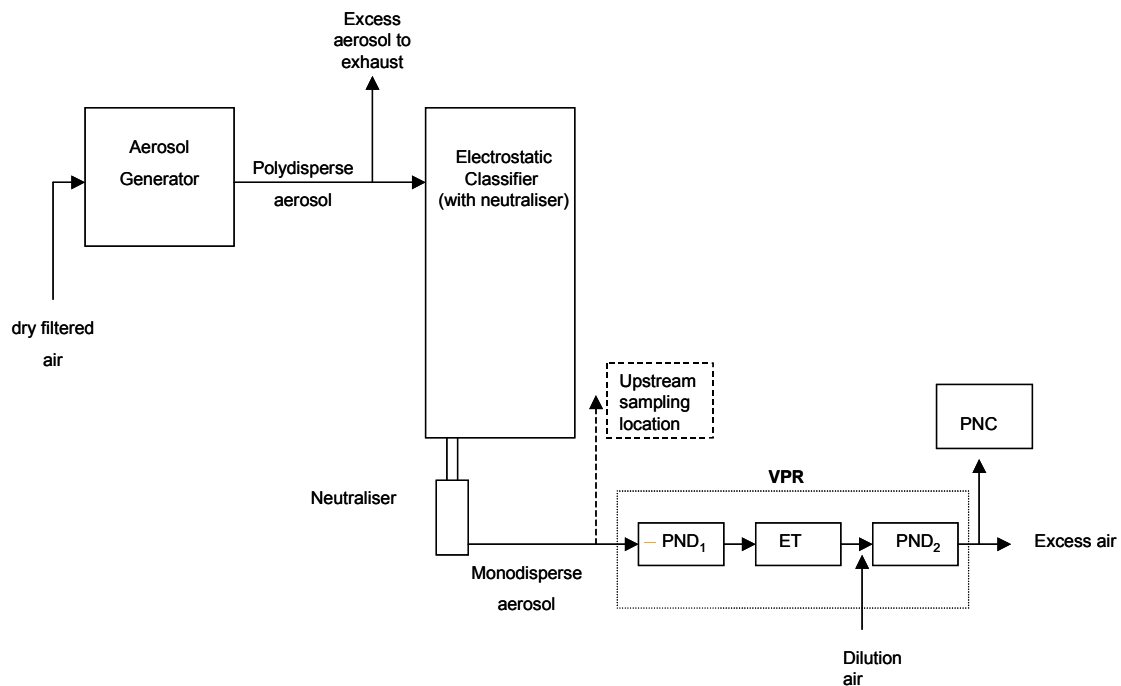 Excess
aerosol to
exhaust
Aerosol
Generator
Polydisperse
aerosol
Electrostatic
Classifier
(with neutraliser)
dry filtered
air
Upstream
sampling
location
PNC
Neutraliser
VPR
PND1
ET
PND2
Excess air
Monodisperse
aerosol
Dilution
air